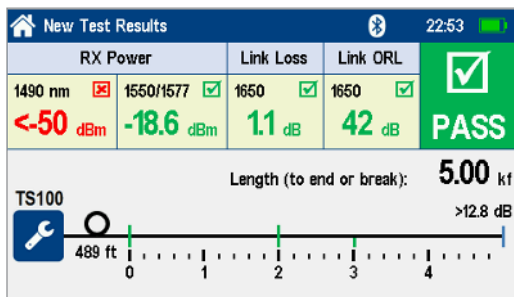 New Test Results 22:53
RX Power Link Loss Link ORL
1490 nm 1550/1577 1650 1650
<-50 dBm -18.6 dBm 1.1 dB 42 dB PASS
Length (to end or break): 5.00 kf
TS100 >12.8 dB
489 ft
0 1 2 3 4